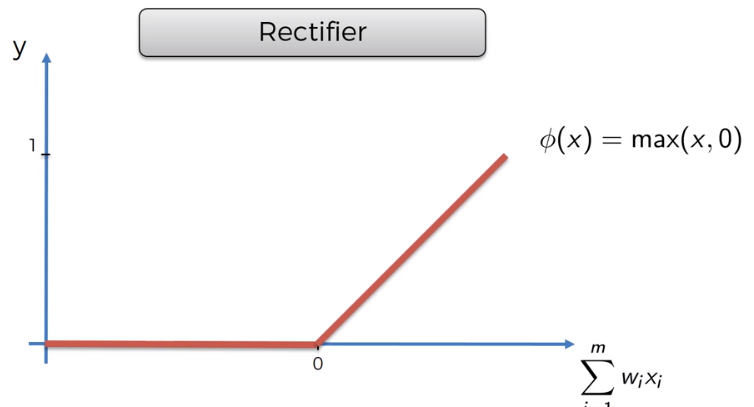 Rectifier
y
1
ϕ(x) = max(x, 0)
0
m
∑ wᵢxᵢ